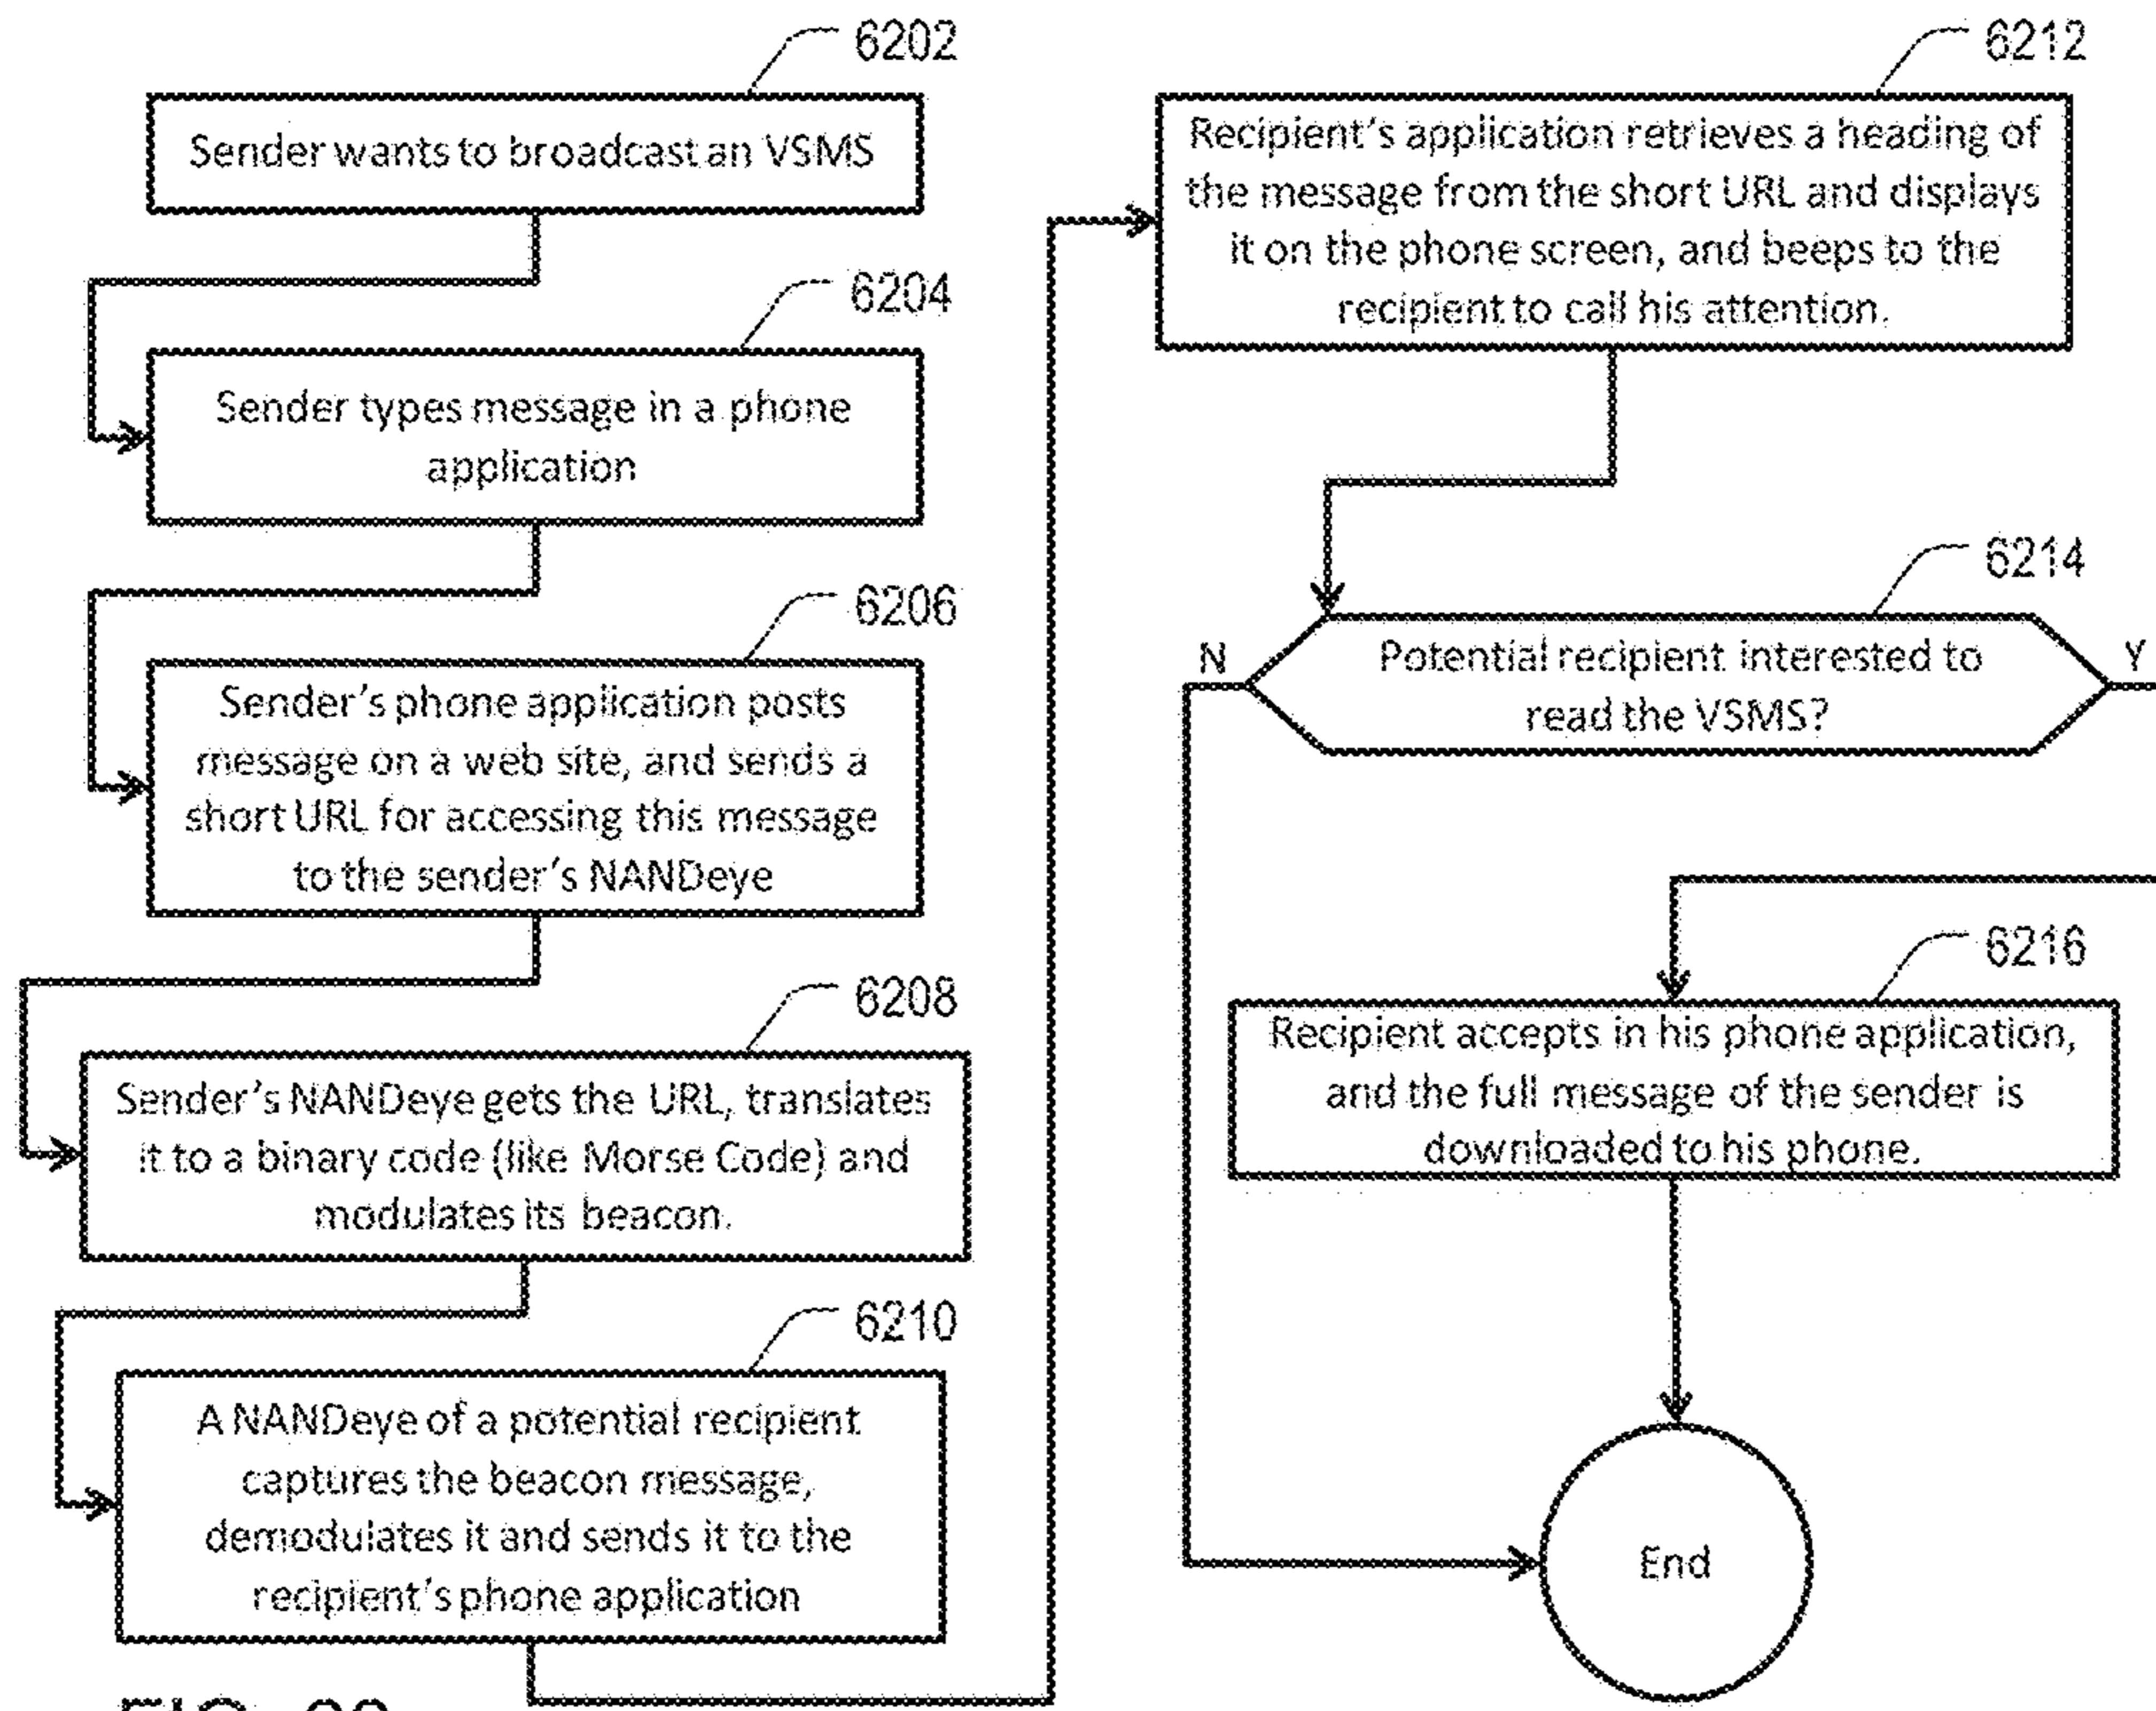 6202
Sender wants to broadcast an VSMS
6204
Sender types message in a phone
application
6206
Sender's phone application posts
message on a web site, and sends a
short URL for accessing this message
to the sender's NANDeye
6208
Sender's NANDeye gets the URL, translates
it to a binary code (like Morse Code) and
modulates its beacon.
6210
A NANDeye of a potential recipient
captures the beacon message,
demodulates it and sends it to the
recipient's phone application
6212
Recipient's application retrieves a heading of
the message from the short URL and displays
it on the phone screen, and beeps to the
recipient to call his attention.
6214
N
Potential recipient interested to
read the VSMS?
Y
6216
Recipient accepts in his phone application,
and the full message of the sender is
downloaded to his phone.
End